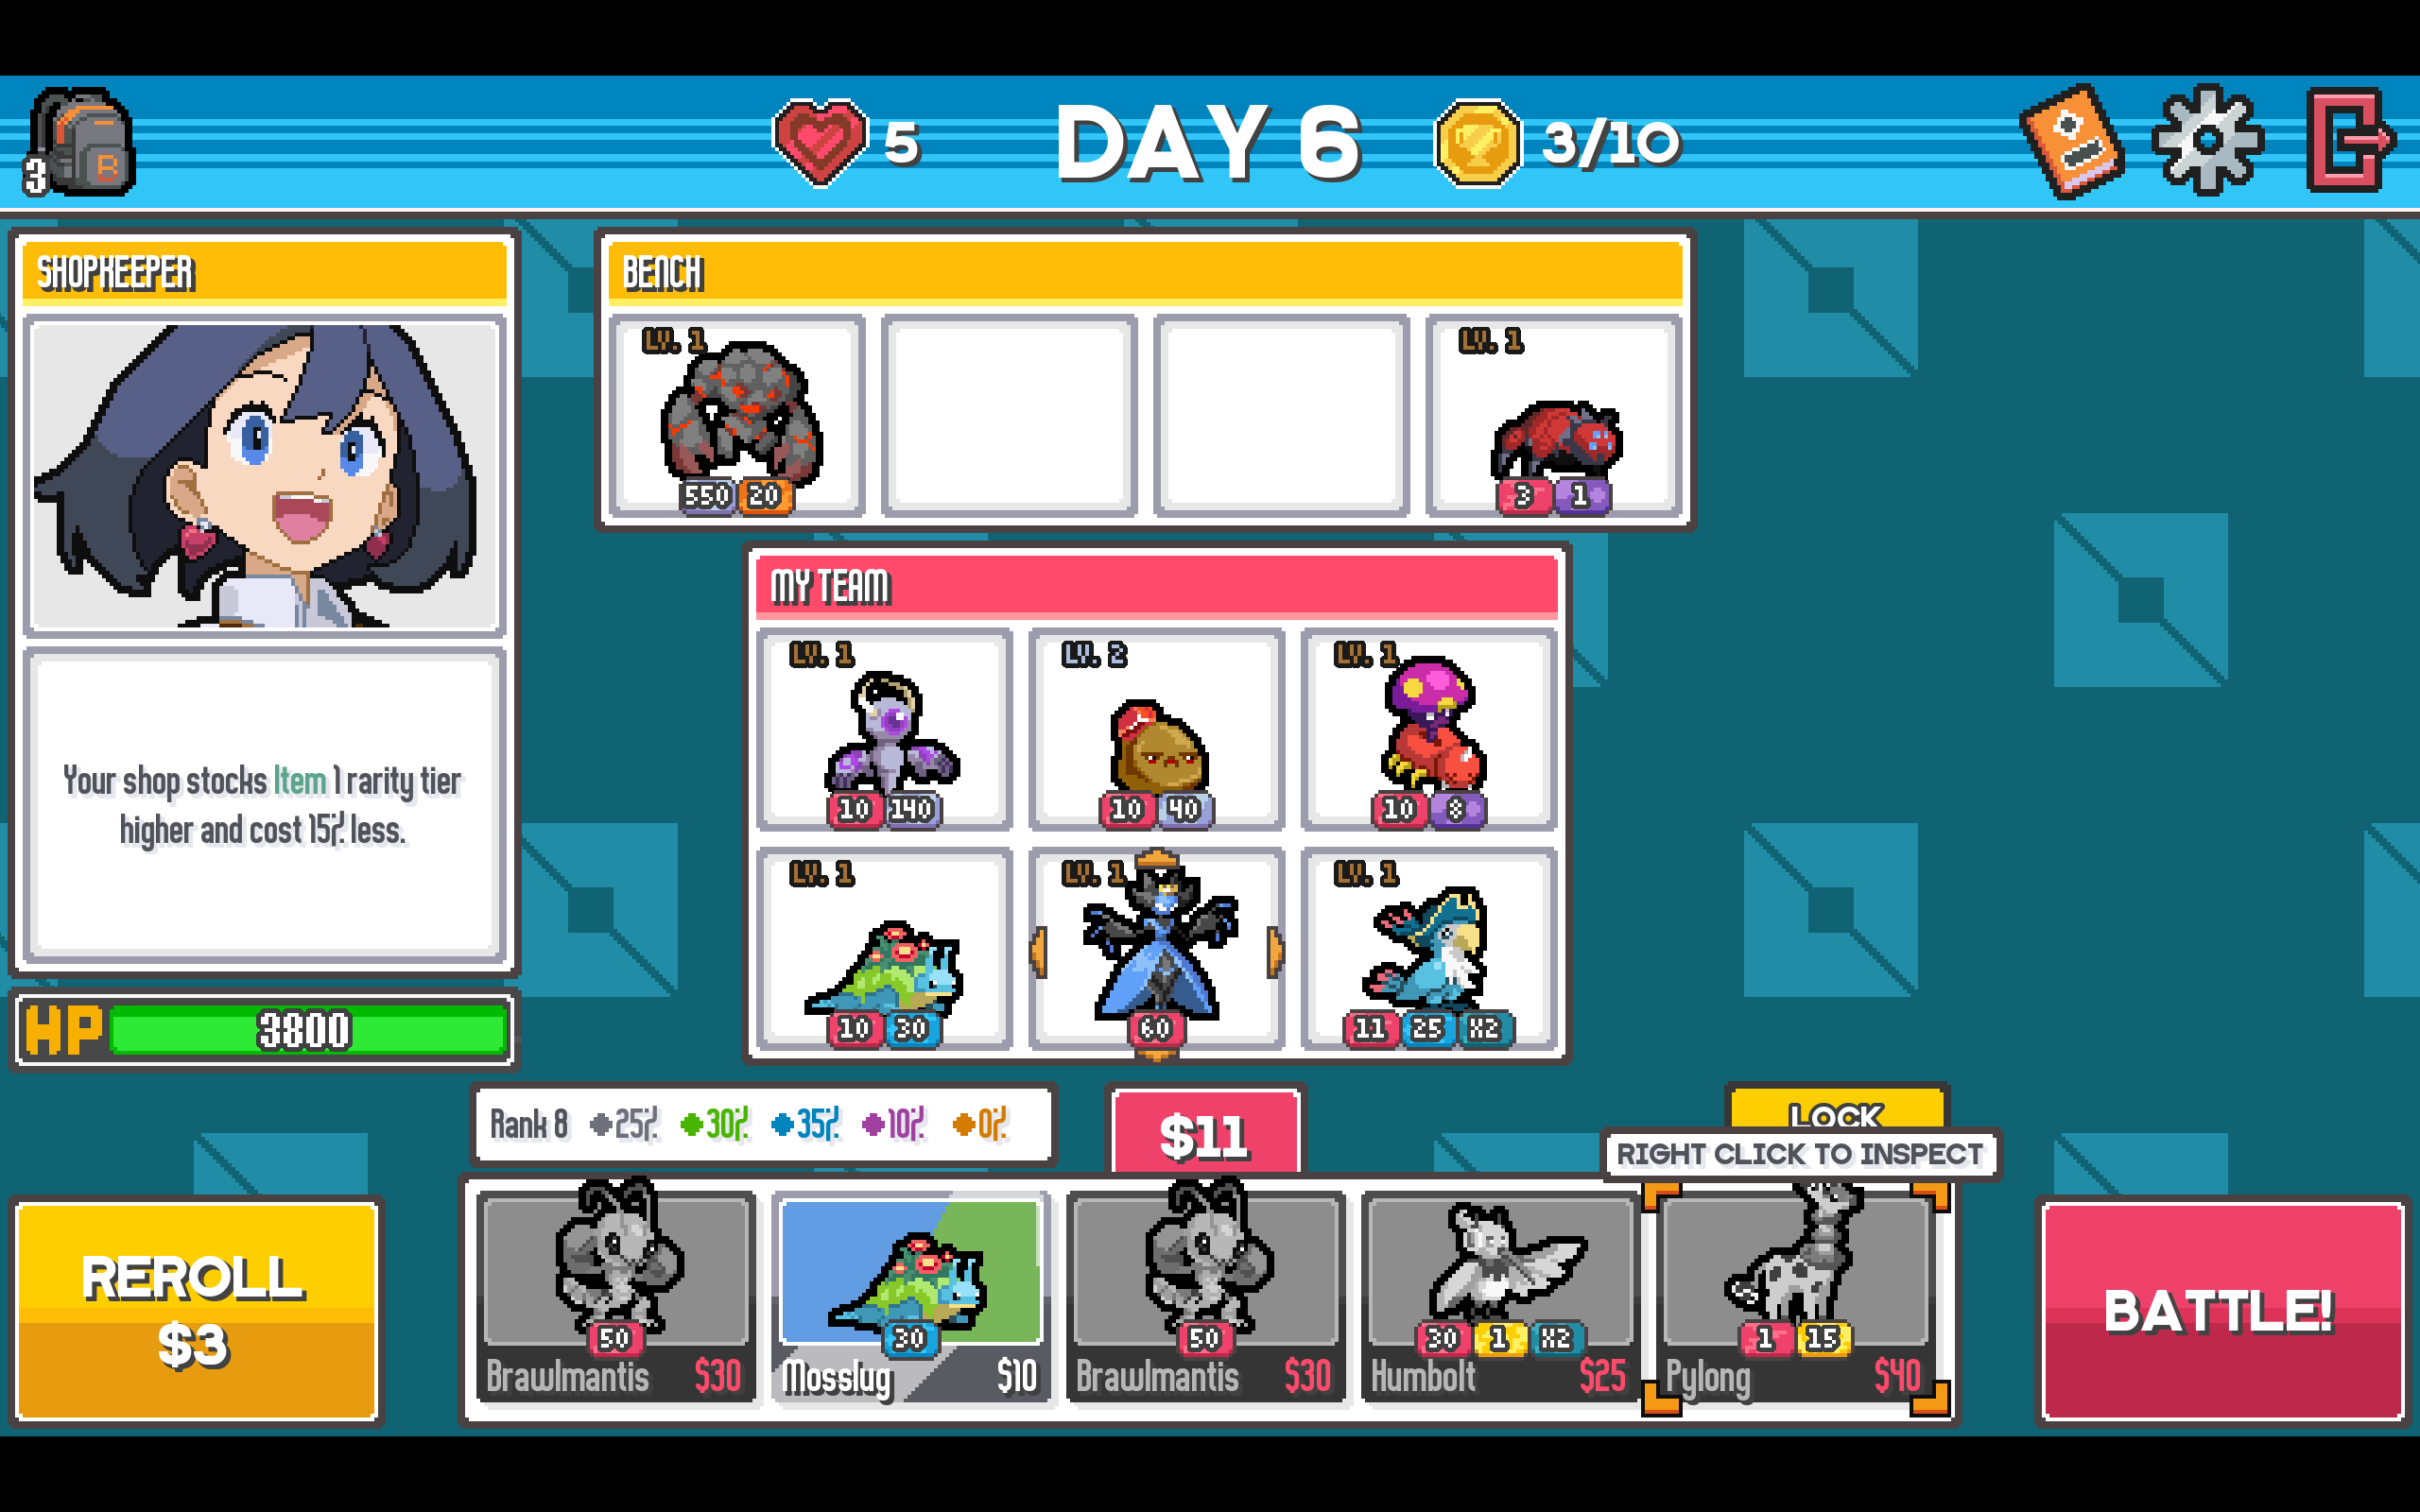 3
B
5
DAY 6
3/10
SHOPKEEPER
Your shop stocks Item 1 rarity tier
higher and cost 15% less.
HP
3800
BENCH
LV. 1
550 20
LV. 1
3 1
MY TEAM
LV. 1
10 140
LV. 2
10 40
LV. 1
10 8
LV. 1
10 30
LV. 1
60
LV. 1
11 25 X2
Rank 8 25% 30% 35% 10% 0%
$11
LOCK
RIGHT CLICK TO INSPECT
REROLL
$3
50
Brawlmantis $30
30
Mosslug $10
50
Brawlmantis $30
30 1 X2
Humbolt $25
1 15
Pylong $40
BATTLE!